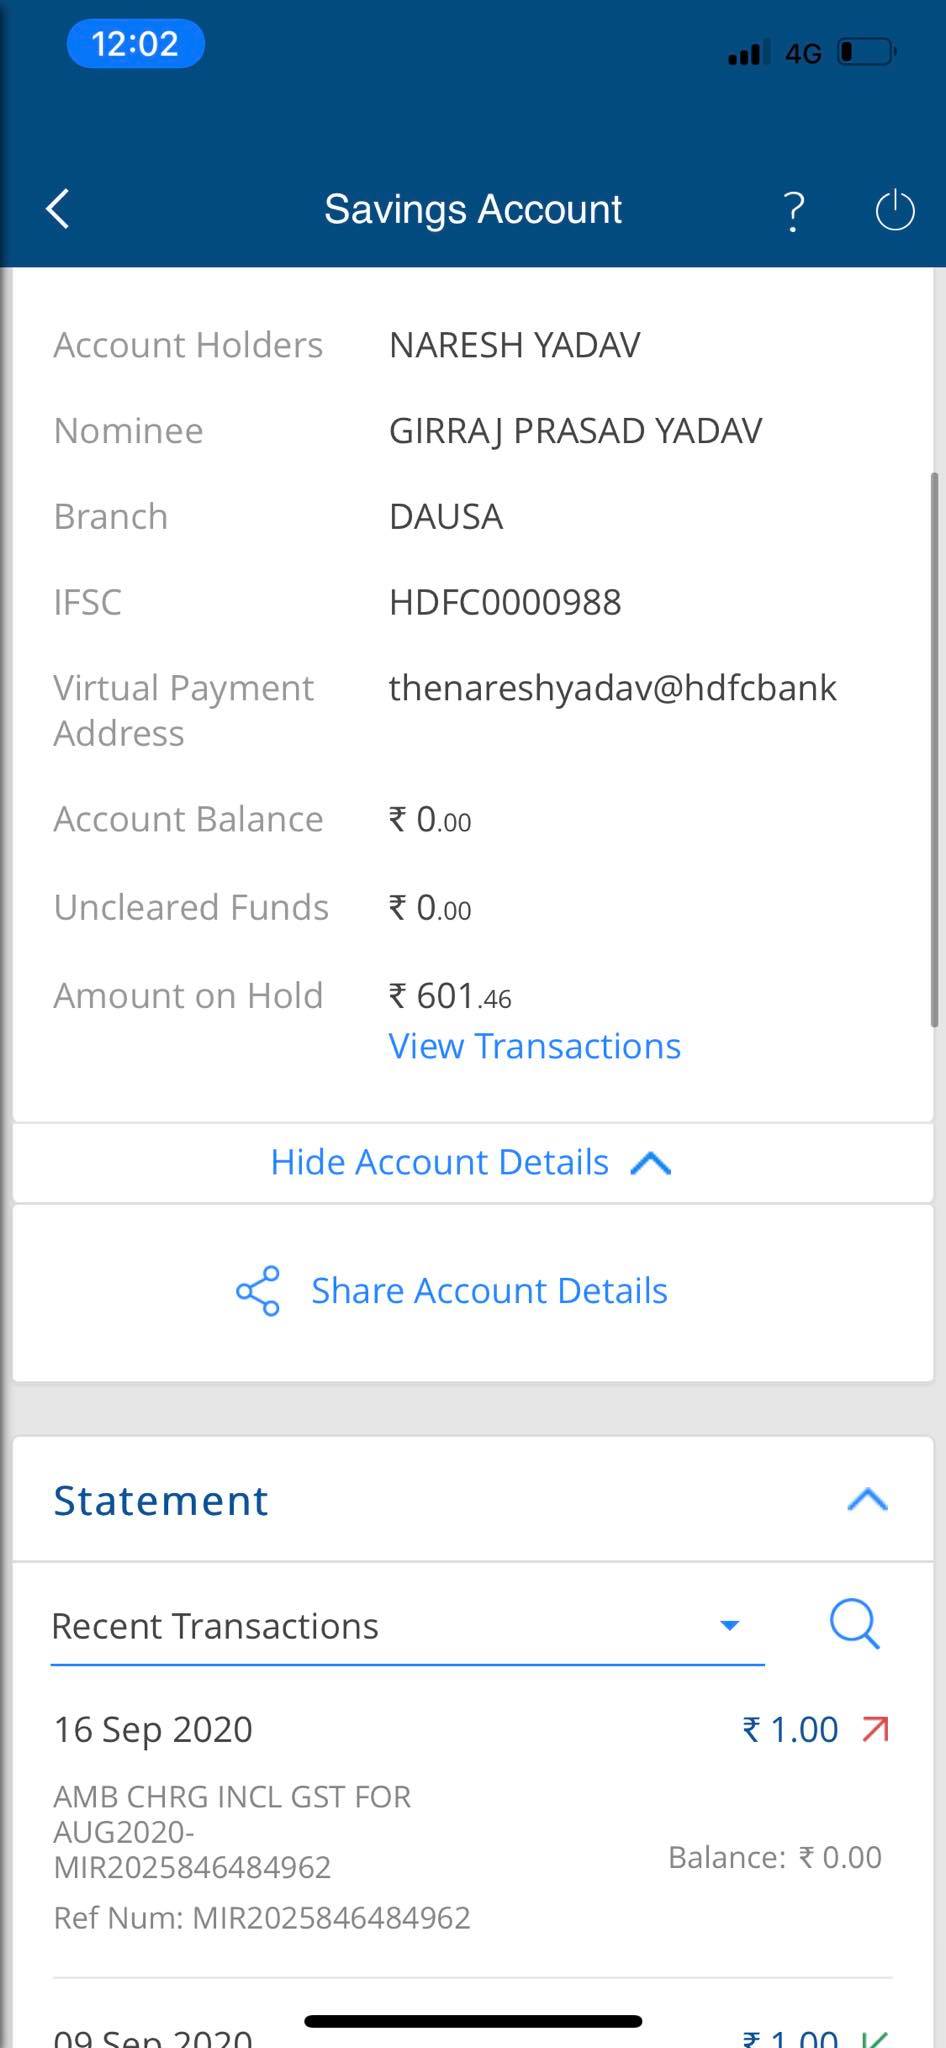 12:02
4G
Savings Account
?
Account Holders NARESH YADAV
Nominee GIRRAJ PRASAD YADAV
Branch DAUSA
IFSC HDFC0000988
Virtual Payment thenareshyadav@hdfcbank
Address
Account Balance ₹ 0.00
Uncleared Funds ₹ 0.00
Amount on Hold ₹ 601.46
View Transactions
Hide Account Details
Share Account Details
Statement
Recent Transactions
16 Sep 2020 ₹ 1.00
AMB CHRG INCL GST FOR
AUG2020-
MIR2025846484962
Balance: ₹ 0.00
Ref Num: MIR2025846484962
09 Sep 2020 ₹ 1.00